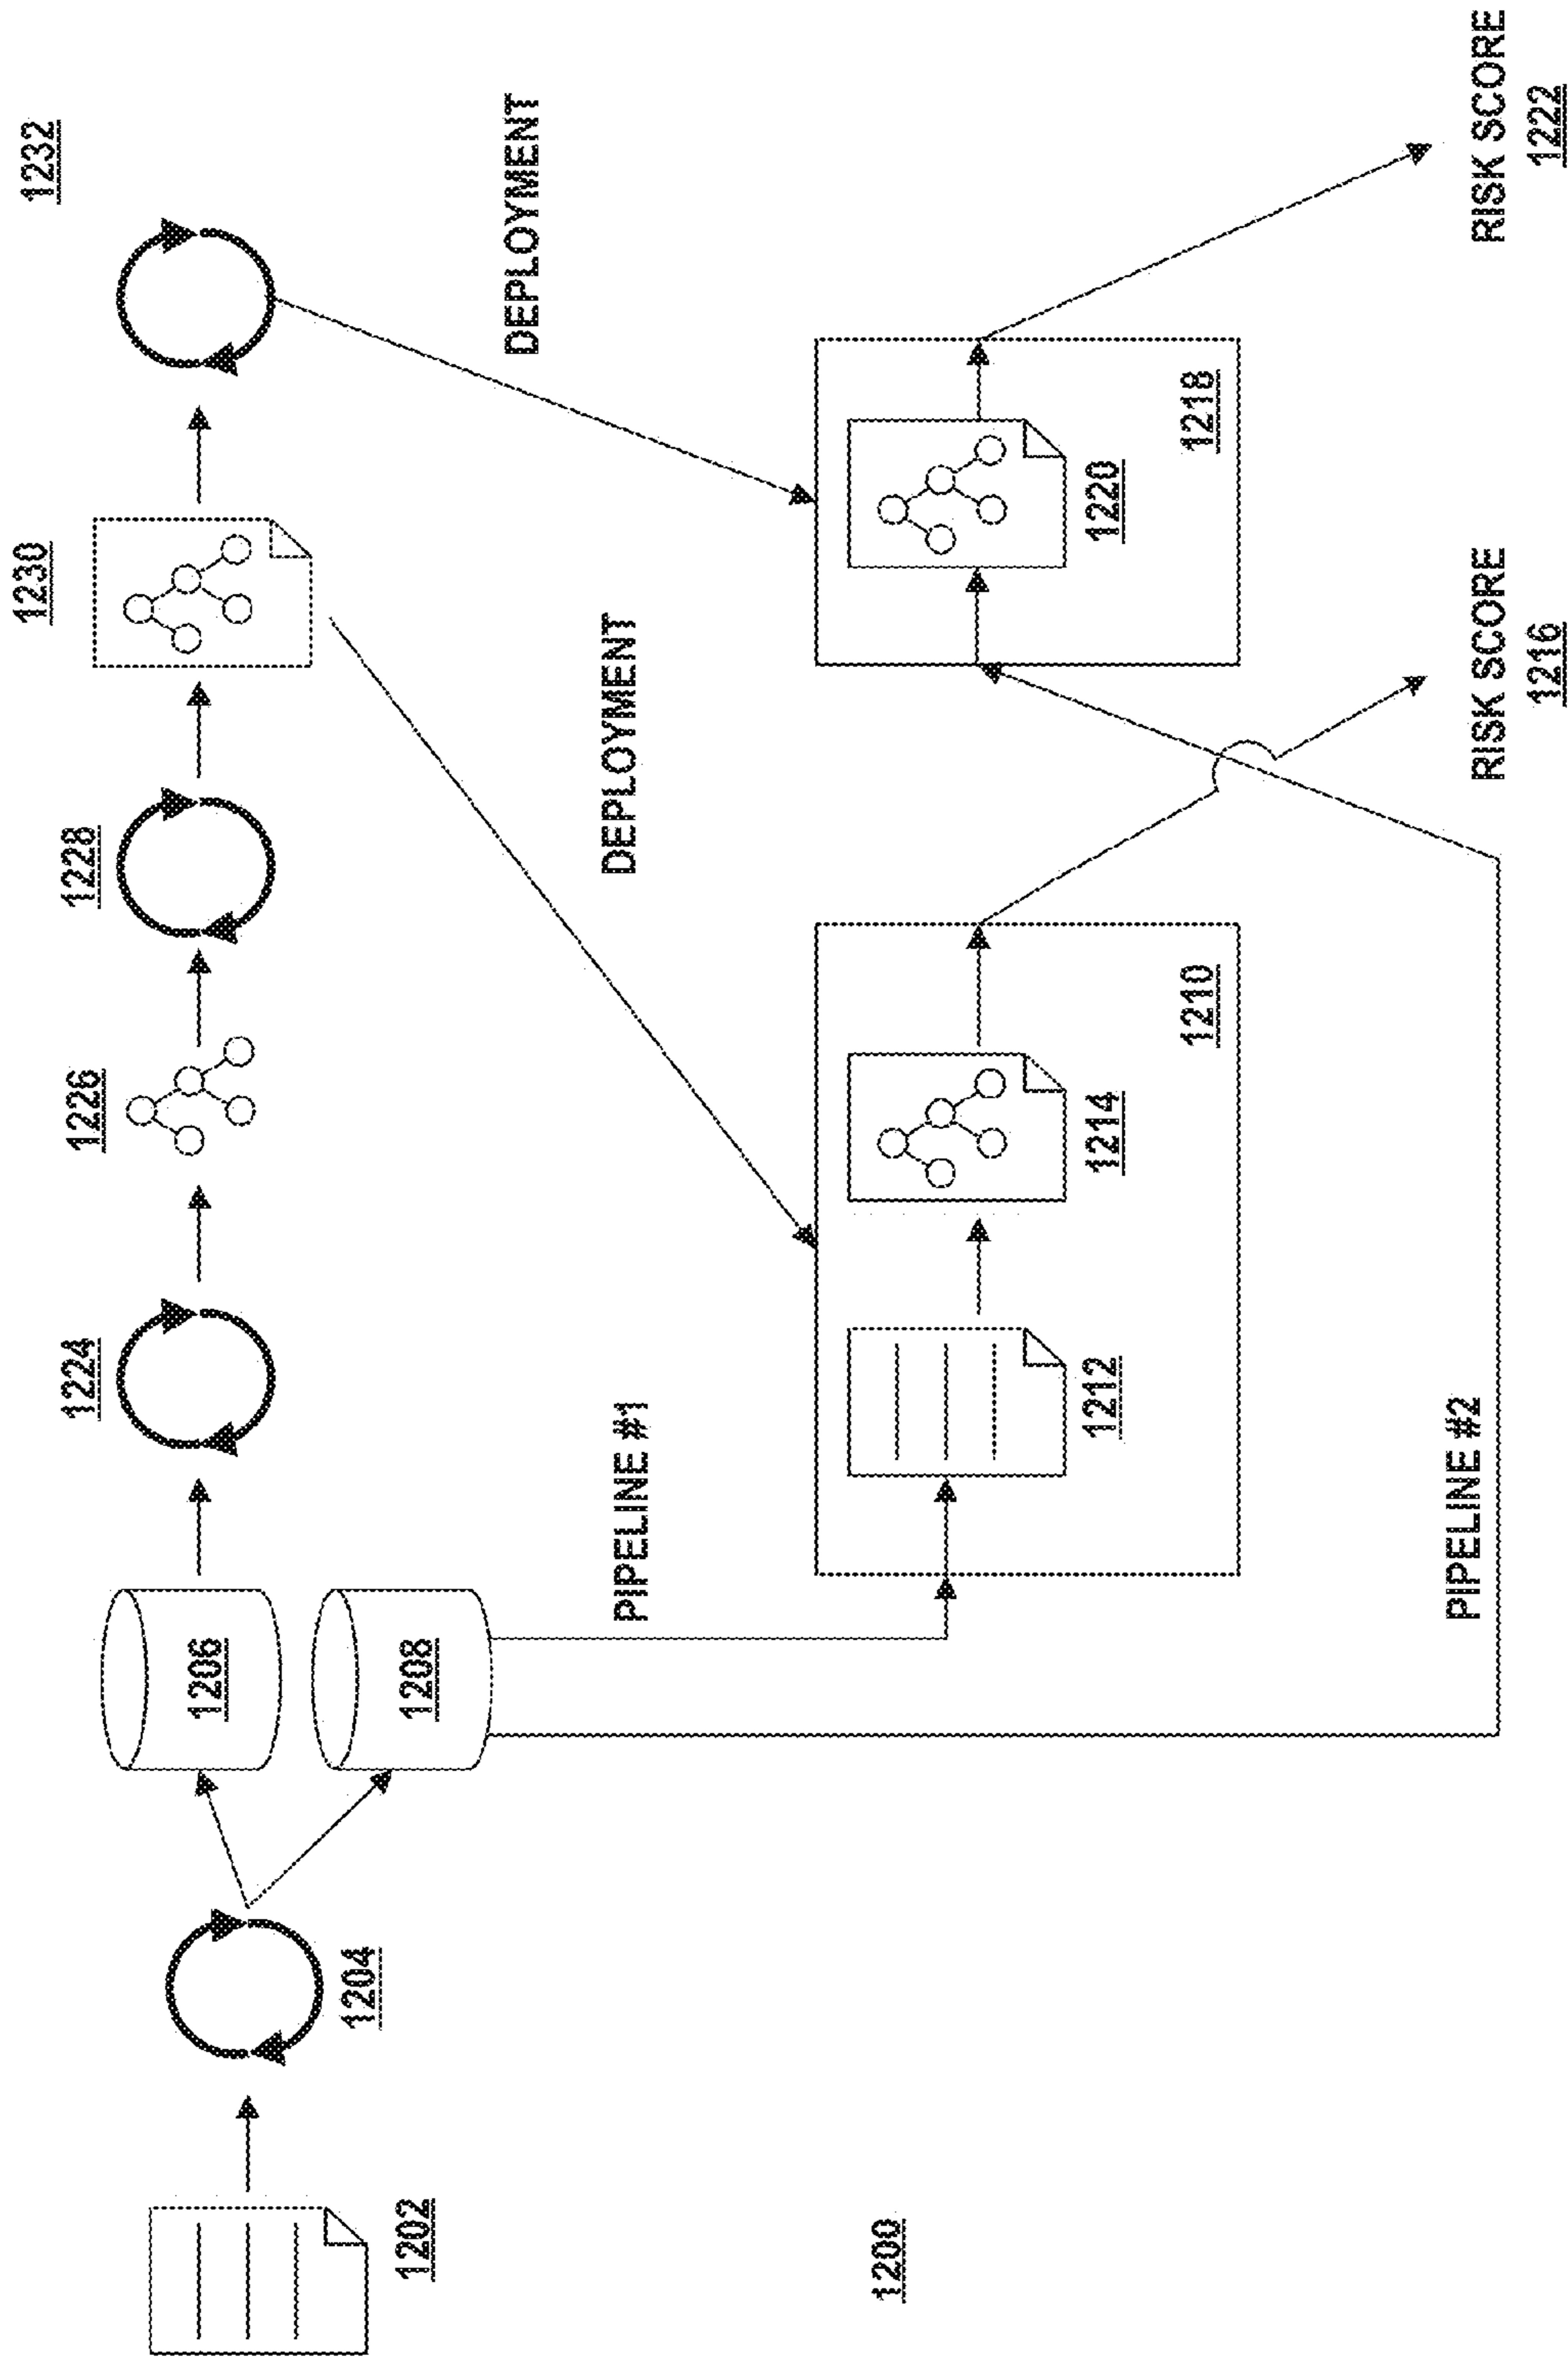 1232
1230
1228
1226
1224
1206
1208
1204
1202
DEPLOYMENT
DEPLOYMENT
PIPELINE #1
1220
1218
1214
1210
1212
1200
PIPELINE #2
RISK SCORE
1222
RISK SCORE
1216